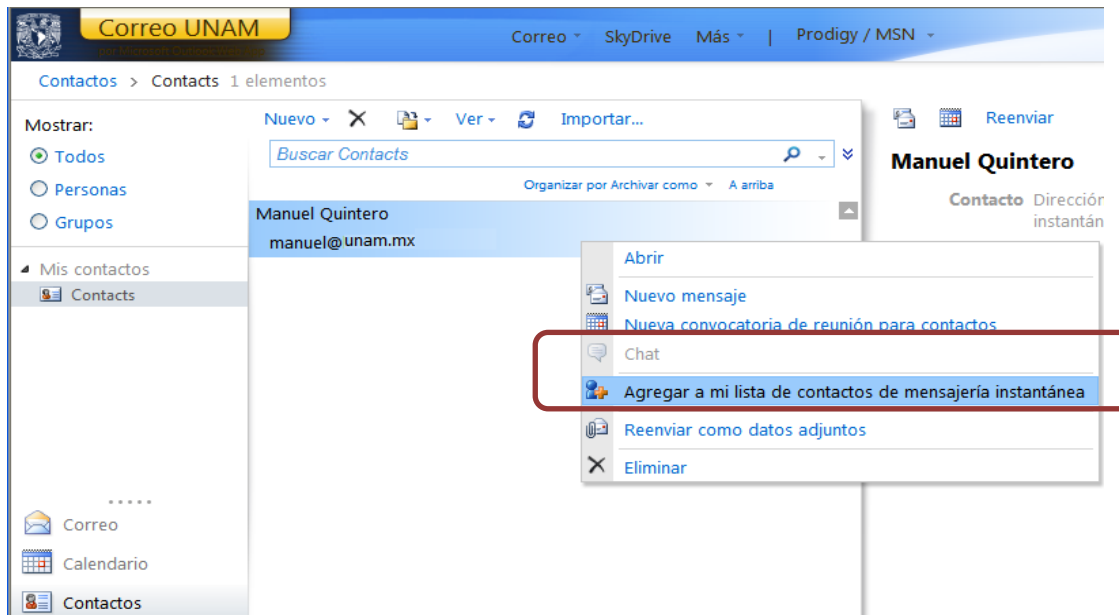 Correo UNAM
Correo SkyDrive Más | Prodigy / MSN
Contactos > Contacts 1 elementos
Mostrar:
Todos
Personas
Grupos
Mis contactos
Contacts
Correo
Calendario
Contactos
Nuevo Ver Importar...
Buscar Contacts
Organizar por Archivar como A arriba
Manuel Quintero
manuel@unam.mx
Abrir
Nuevo mensaje
Nueva convocatoria de reunión para contactos
Chat
Agregar a mi lista de contactos de mensajería instantánea
Reenviar como datos adjuntos
Eliminar
Reenviar
Manuel Quintero
Contacto Dirección
instantán